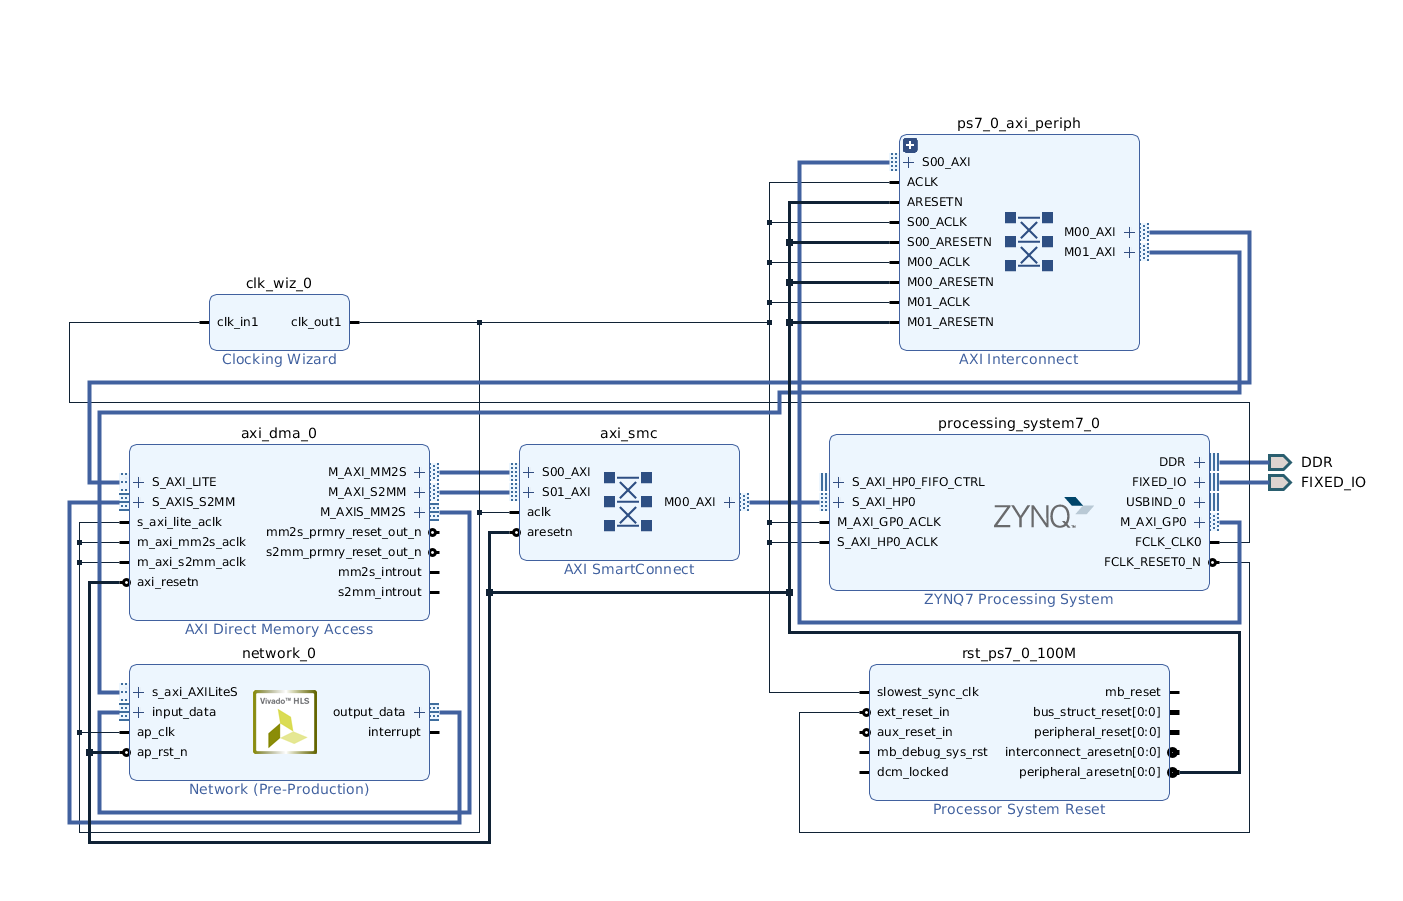 ps7_0_axi_periph
S00_AXI
ACLK
ARESETN
S00_ACLK
S00_ARESETN
M00_ACLK
M00_ARESETN
M01_ACLK
M01_ARESETN
M00_AXI
M01_AXI
AXI Interconnect
clk_wiz_0
clk_in1 clk_out1
Clocking Wizard
axi_dma_0
S_AXI_LITE
S_AXIS_S2MM
s_axi_lite_aclk
m_axi_mm2s_aclk
m_axi_s2mm_aclk
axi_resetn
M_AXI_MM2S
M_AXI_S2MM
M_AXIS_MM2S
mm2s_prmry_reset_out_n
s2mm_prmry_reset_out_n
mm2s_introut
s2mm_introut
AXI Direct Memory Access
axi_smc
S00_AXI
S01_AXI
aclk
aresetn
M00_AXI
AXI SmartConnect
processing_system7_0
S_AXI_HP0_FIFO_CTRL
S_AXI_HP0
M_AXI_GP0_ACLK
S_AXI_HP0_ACLK
ZYNQ
DDR
FIXED_IO
USBIND_0
M_AXI_GP0
FCLK_CLK0
FCLK_RESET0_N
ZYNQ7 Processing System
DDR
FIXED_IO
network_0
s_axi_AXILiteS
input_data
ap_clk
ap_rst_n
Vivado™ HLS
output_data
interrupt
Network (Pre-Production)
rst_ps7_0_100M
slowest_sync_clk
ext_reset_in
aux_reset_in
mb_debug_sys_rst
dcm_locked
mb_reset
bus_struct_reset[0:0]
peripheral_reset[0:0]
interconnect_aresetn[0:0]
peripheral_aresetn[0:0]
Processor System Reset